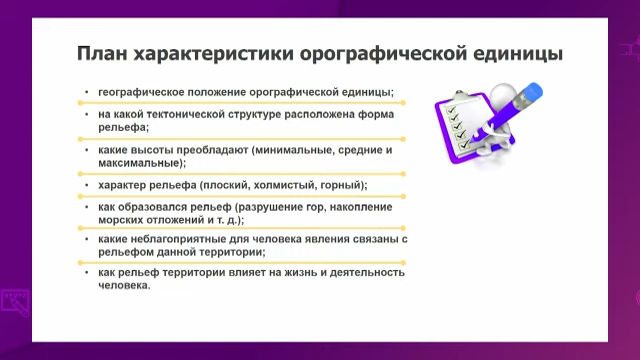 План характеристики орографической единицы
• географическое положение орографической единицы;
• на какой тектонической структуре расположена форма
рельефа;
• какие высоты преобладают (минимальные, средние и
максимальные);
• характер рельефа (плоский, холмистый, горный);
• как образовался рельеф (разрушение гор, накопление
морских отложений и т. д.);
• какие неблагоприятные для человека явления связаны с
рельефом данной территории;
• как рельеф территории влияет на жизнь и деятельность
человека.